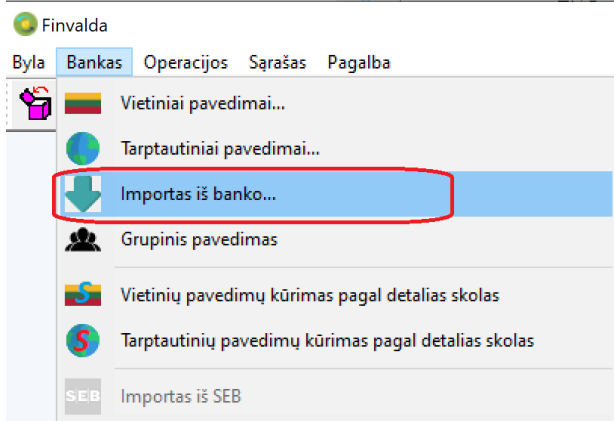 Finvalda
Byla Bankas Operacijos Sąrašas Pagalba
Vietiniai pavedimai...
Tarptautiniai pavedimai...
Importas iš banko...
Grupinis pavedimas
Vietinių pavedimų kūrimas pagal detalias skolas
Tarptautinių pavedimų kūrimas pagal detalias skolas
SEB Importas iš SEB